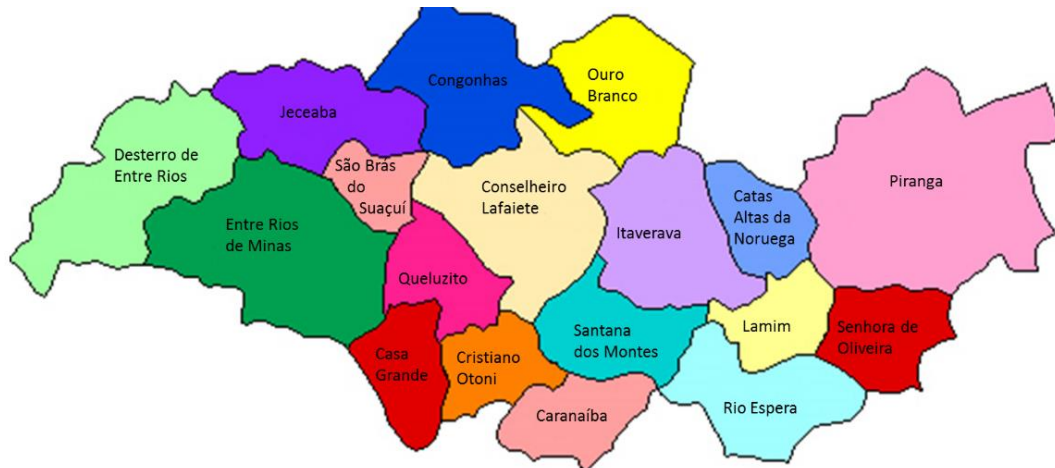 Congonhas
Ouro
Branco
Jeceaba
Desterro de
Entre Rios
São Brás
do
Suaçuí
Conselheiro
Lafaiete
Piranga
Catas
Altas da
Noruega
Entre Rios
de Minas
Itaverava
Queluzito
Lamim
Senhora de
Oliveira
Santana
dos Montes
Casa
Grande
Cristiano
Otoni
Caranaíba
Rio Espera